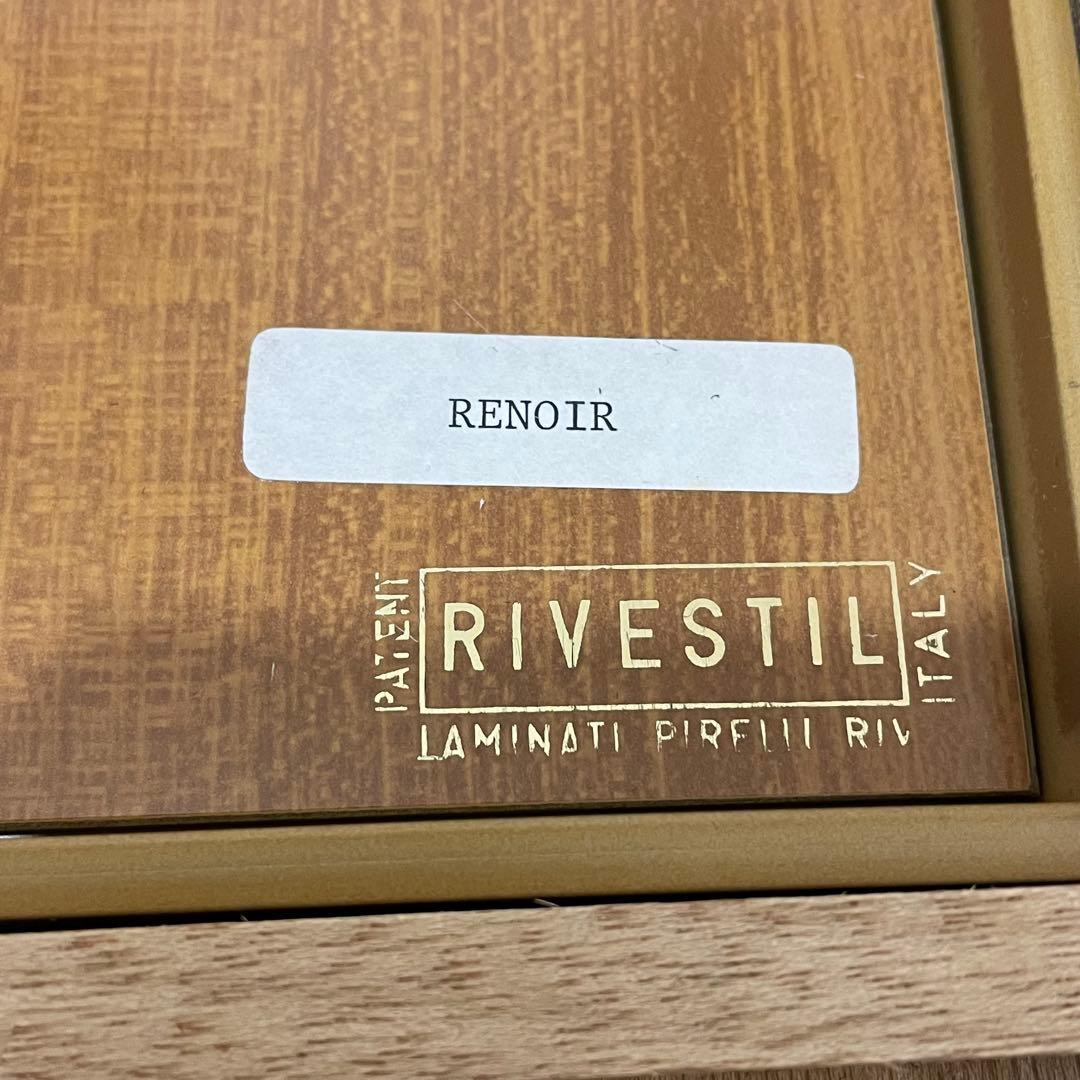 RENOIR
PATENT
RIVESTIL
ITALY
LAMINATI PIRELLI RIV